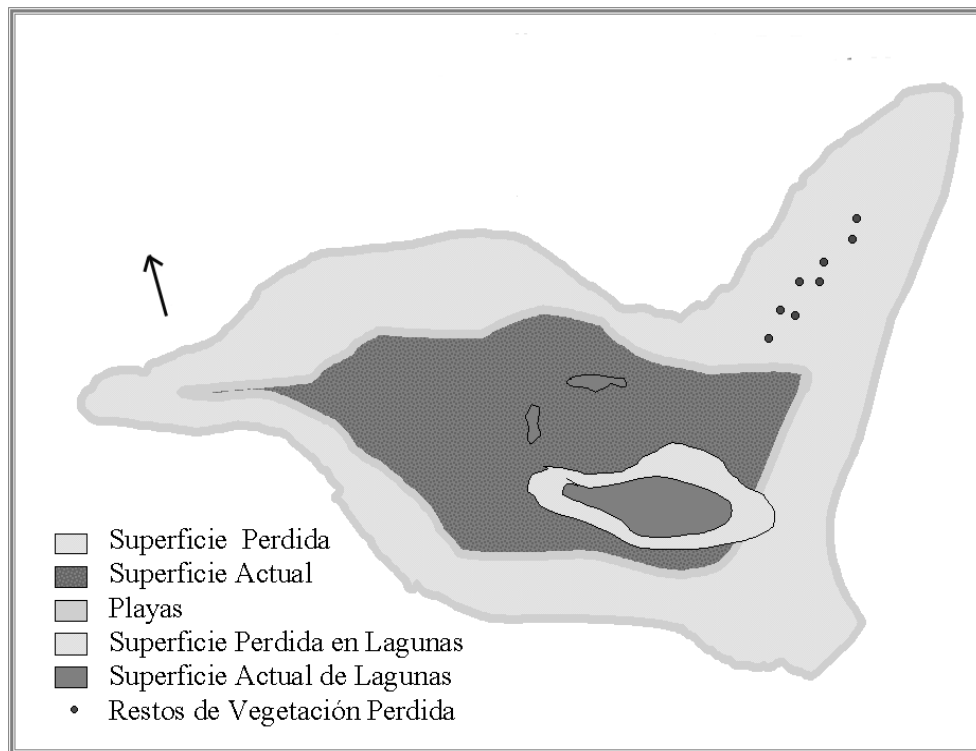 Superficie Perdida
Superficie Actual
Playas
Superficie Perdida en Lagunas
Superficie Actual de Lagunas
Restos de Vegetación Perdida